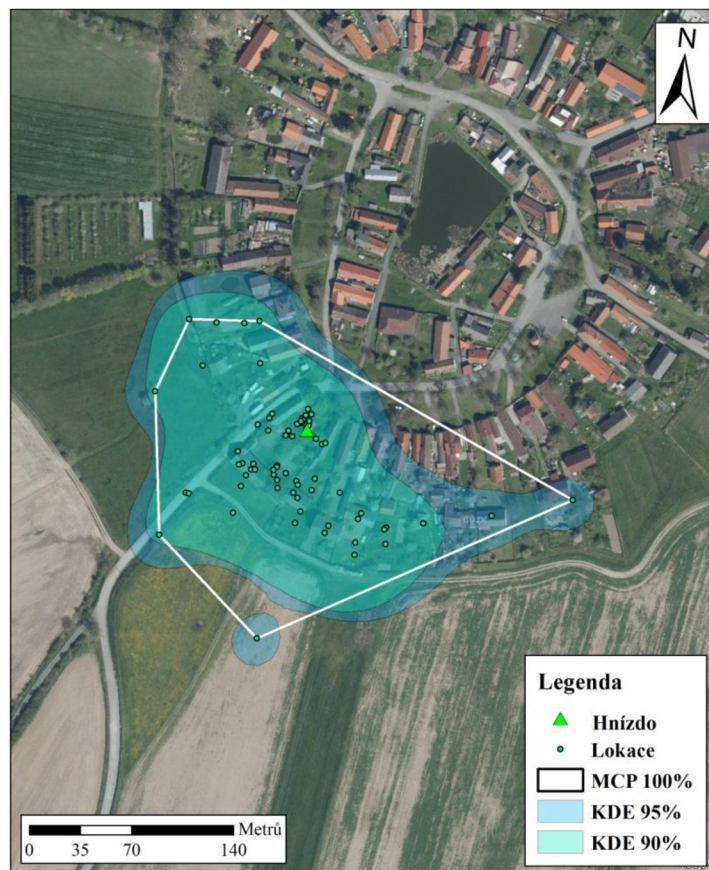 N
Legenda
Hnízdo
Lokace
MCP 100%
KDE 95%
KDE 90%
Metrů
0 35 70 140